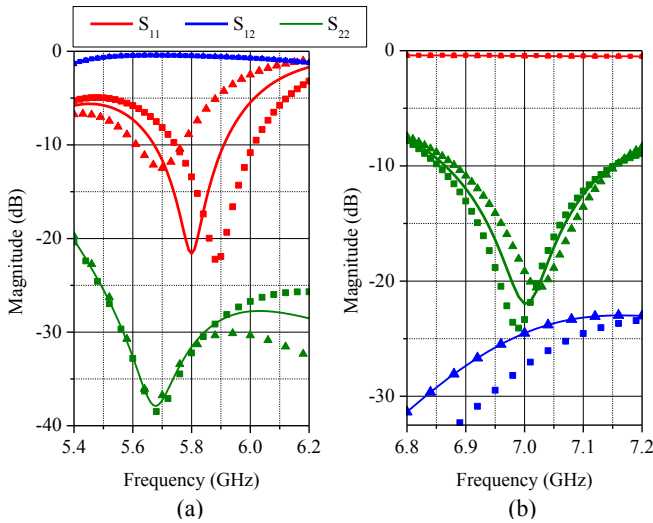 S₁₁ S₁₂ S₂₂
0
-10
-20
-30
-40
5.4 5.6 5.8 6.0 6.2
Magnitude (dB)
Frequency (GHz)
(a)
0
-10
-20
-30
6.8 6.9 7.0 7.1 7.2
Magnitude (dB)
Frequency (GHz)
(b)